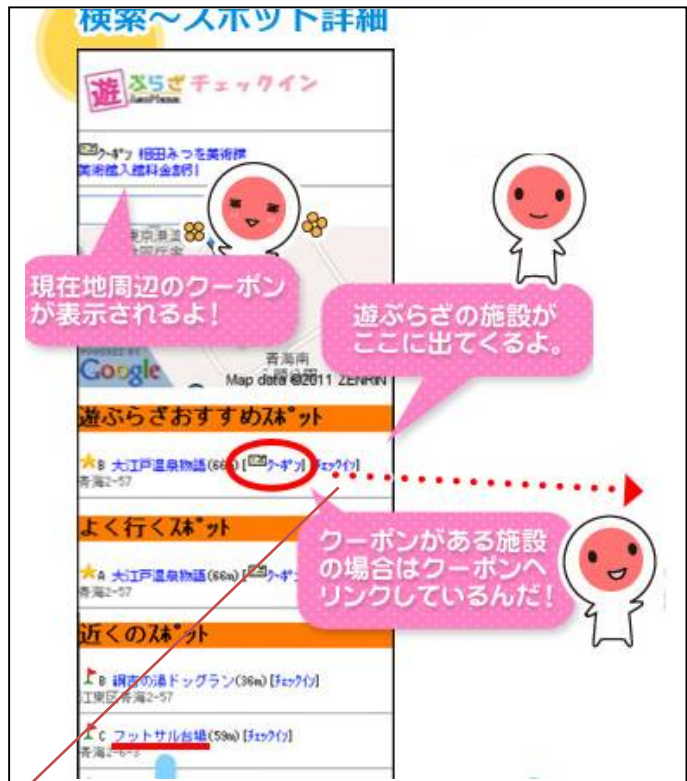 検索～スポット詳細
遊ぶらざチェックイン
クーポン 相田みつを美術館
美術館入館料金割引
現在地周辺のクーポン
が表示されるよ！
遊ぶらざの施設が
ここに出てくるよ。
青海南
POWERED BY
Google
Map data ©2011 ZENRIN
遊ぶらざおすすめスポット
B 大江戸温泉物語(66m) [クーポン] [チェックイン]
青海2-57
よく行くスポット
クーポンがある施設
の場合はクーポンへ
リンクしているんだ！
A 大江戸温泉物語(66m) [クーポ
青海2-57
近くのスポット
B 綱吉の湯ドッグラン(36m) [チェックイン]
江東区青海2-57
C フットサル台場(59m) [チェックイン]
青海2-6-3